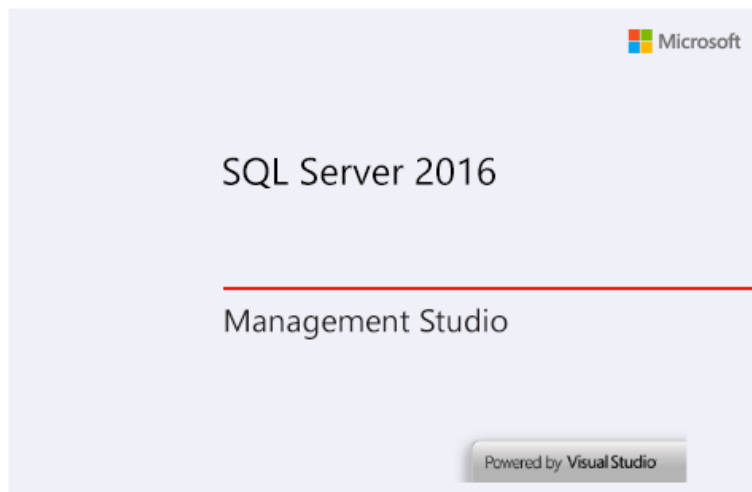 Microsoft
SQL Server 2016
Management Studio
Powered by Visual Studio